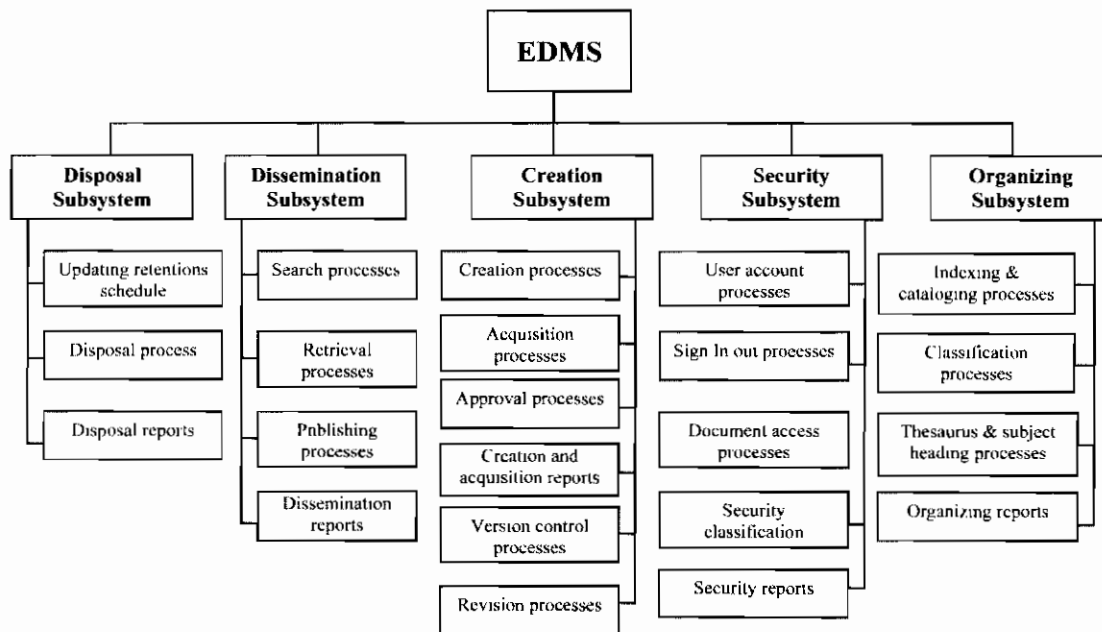 EDMS
Disposal
Subsystem
Updating retentions
schedule
Disposal process
Disposal reports
Dissemination
Subsystem
Search processes
Retrieval
processes
Publishing
processes
Dissemination
reports
Creation
Subsystem
Creation processes
Acquisition
processes
Approval processes
Creation and
acquisition reports
Version control
processes
Revision processes
Security
Subsystem
User account
processes
Sign In out processes
Document access
processes
Security
classification
Security reports
Organizing
Subsystem
Indexing &
cataloging processes
Classification
processes
Thesaurus & subject
heading processes
Organizing reports